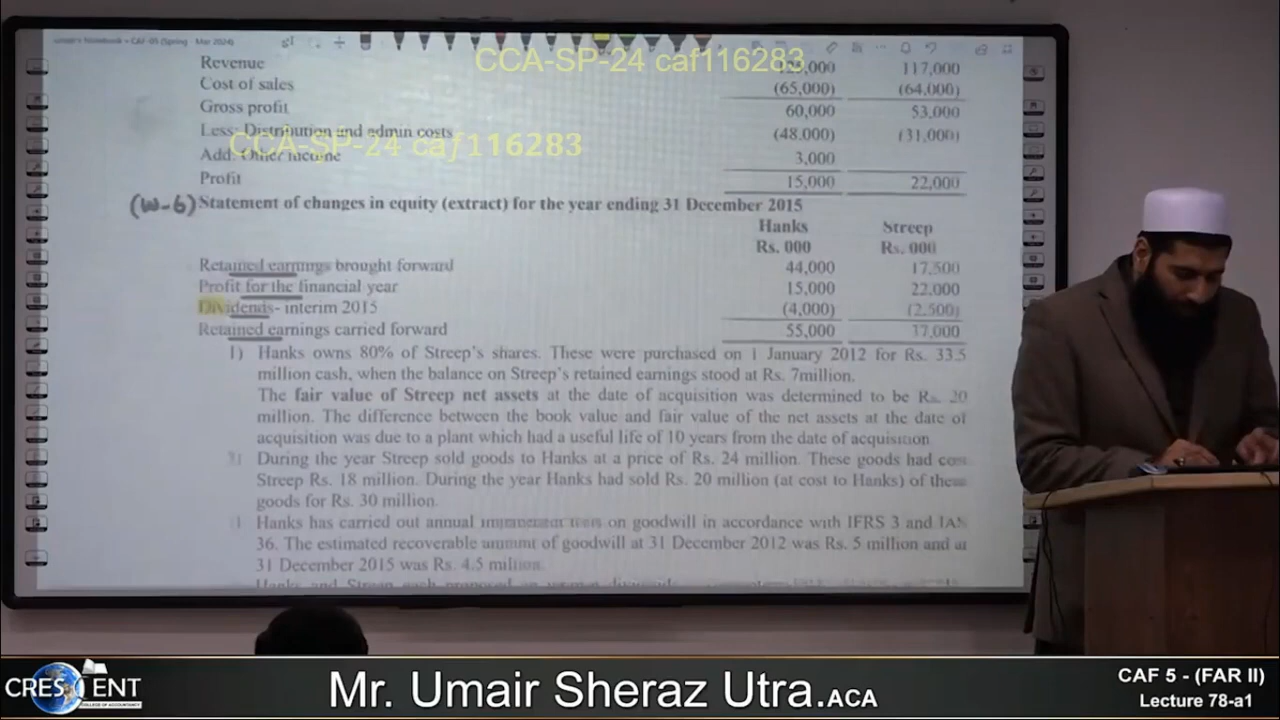 CCA-SP-24 caf116283
Revenue 117,000
Cost of sales (65,000) (64,000)
Gross profit 60,000 53,000
Less: Distribution and admin costs (48,000) (31,000)
CCA-SP-24 caf116283
Add: Other income 3,000
Profit 15,000 22,000
(W-6) Statement of changes in equity (extract) for the year ending 31 December 2015
Hanks Streep
Rs. 000 Rs. 000
Retained earnings brought forward 44,000 17,500
Profit for the financial year 15,000 22,000
Dividends- interim 2015 (4,000) (2,500)
Retained earnings carried forward 55,000 17,000
1) Hanks owns 80% of Streep's shares. These were purchased on 1 January 2012 for Rs. 33.5
million cash, when the balance on Streep's retained earnings stood at Rs. 7million.
The fair value of Streep net assets at the date of acquisition was determined to be Rs. 20
million. The difference between the book value and fair value of the net assets at the date of
acquisition was due to a plant which had a useful life of 10 years from the date of acquisition
During the year Streep sold goods to Hanks at a price of Rs. 24 million. These goods had cost
Streep Rs. 18 million. During the year Hanks had sold Rs. 20 million (at cost to Hanks) of these
goods for Rs. 30 million.
Hanks has carried out annual impairment tests on goodwill in accordance with IFRS 3 and IAS
36. The estimated recoverable amount of goodwill at 31 December 2012 was Rs. 5 million and at
31 December 2015 was Rs. 4.5 million.
Hanks and Streep each proposed
CRESCENT
COLLEGE OF ACCOUNTANCY
Mr. Umair Sheraz Utra.ACA
CAF 5 - (FAR II)
Lecture 78-a1